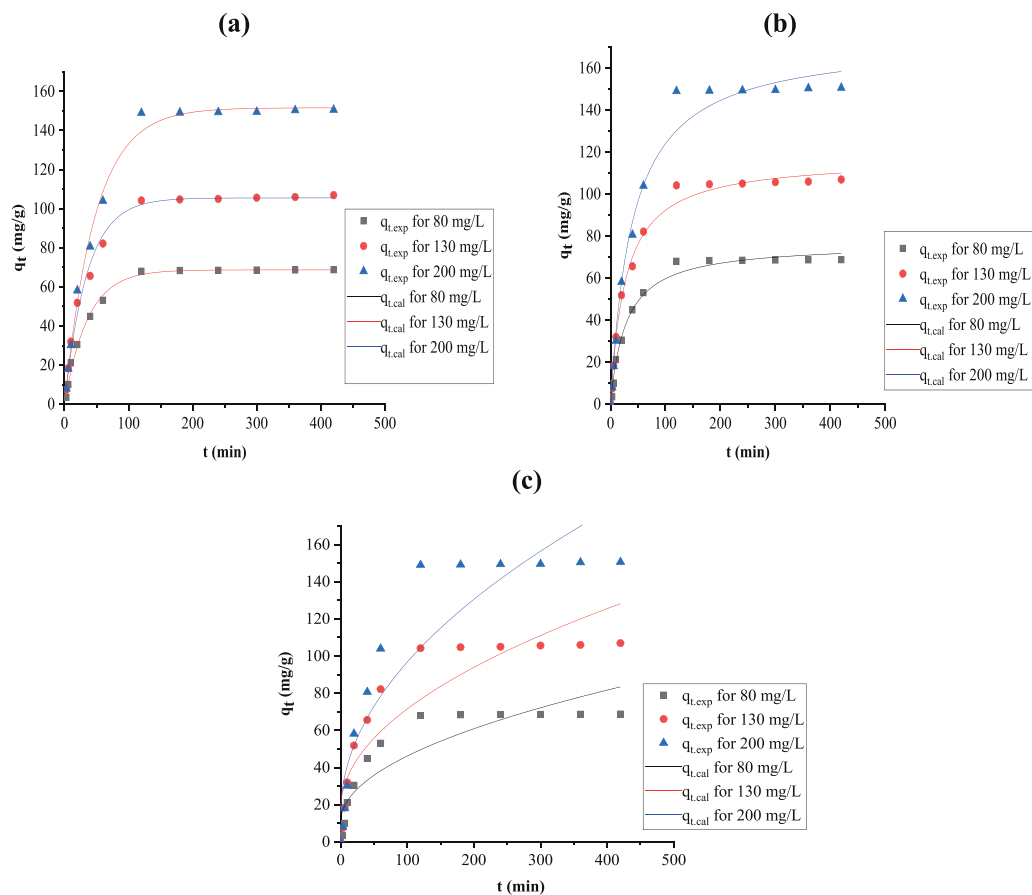 (a)
160
140
120
100
80
60
40
20
0
qt (mg/g)
0 100 200 300 400 500
t (min)
qt.exp for 80 mg/L
qt.exp for 130 mg/L
qt.exp for 200 mg/L
qt.cal for 80 mg/L
qt.cal for 130 mg/L
qt.cal for 200 mg/L
(b)
160
140
120
100
80
60
40
20
0
qt (mg/g)
0 100 200 300 400 500
t (min)
qt.exp for 80 mg/L
qt.exp for 130 mg/L
qt.exp for 200 mg/L
qt.cal for 80 mg/L
qt.cal for 130 mg/L
qt.cal for 200 mg/L
(c)
160
140
120
100
80
60
40
20
0
qt (mg/g)
0 100 200 300 400 500
t (min)
qt.exp for 80 mg/L
qt.exp for 130 mg/L
qt.exp for 200 mg/L
qt.cal for 80 mg/L
qt.cal for 130 mg/L
qt.cal for 200 mg/L